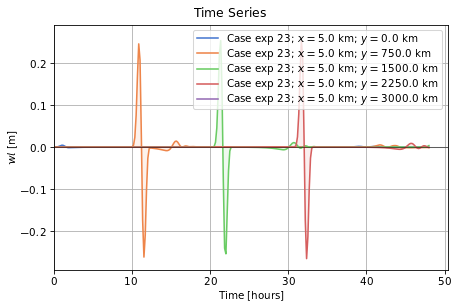 Time Series
Case exp 23; x = 5.0 km; y = 0.0 km
Case exp 23; x = 5.0 km; y = 750.0 km
Case exp 23; x = 5.0 km; y = 1500.0 km
Case exp 23; x = 5.0 km; y = 2250.0 km
Case exp 23; x = 5.0 km; y = 3000.0 km
wl [m]
0.2
0.1
0.0
−0.1
−0.2
0 10 20 30 40 50
Time [hours]